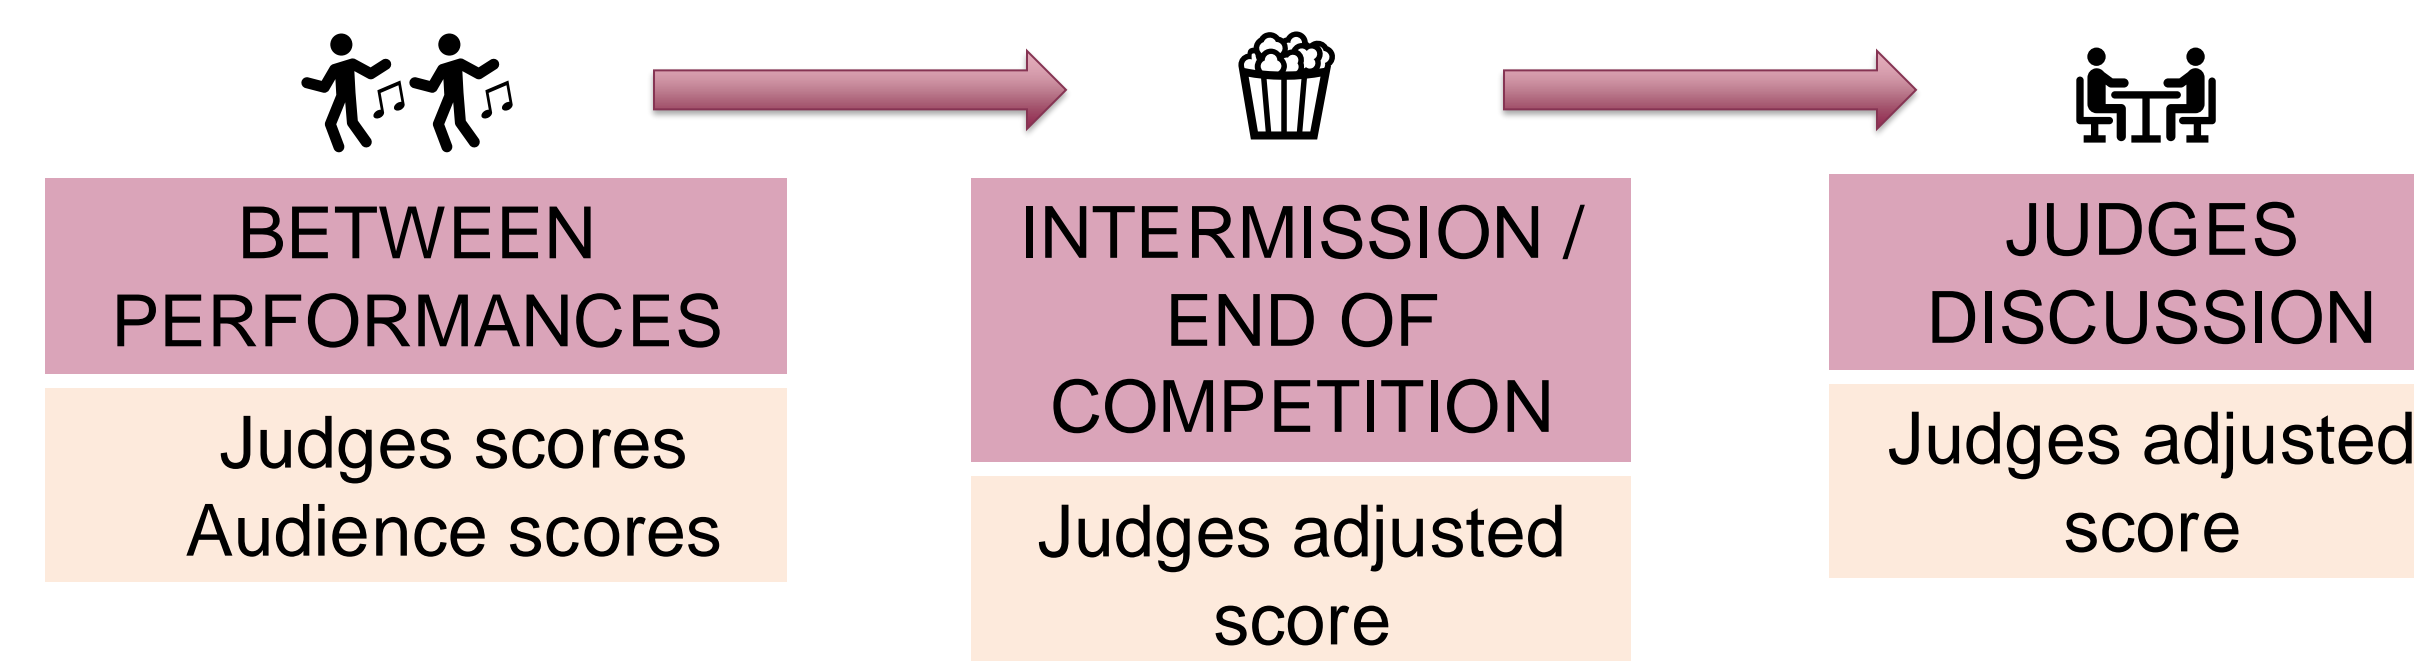 BETWEEN
PERFORMANCES
Judges scores
Audience scores
INTERMISSION /
END OF
COMPETITION
Judges adjusted
score
JUDGES
DISCUSSION
Judges adjusted
score